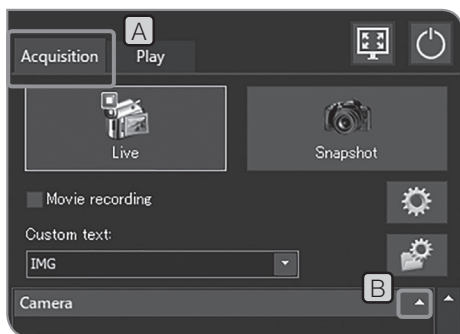 A
Acquisition Play
Live Snapshot
Movie recording
Custom text:
IMG
B
Camera